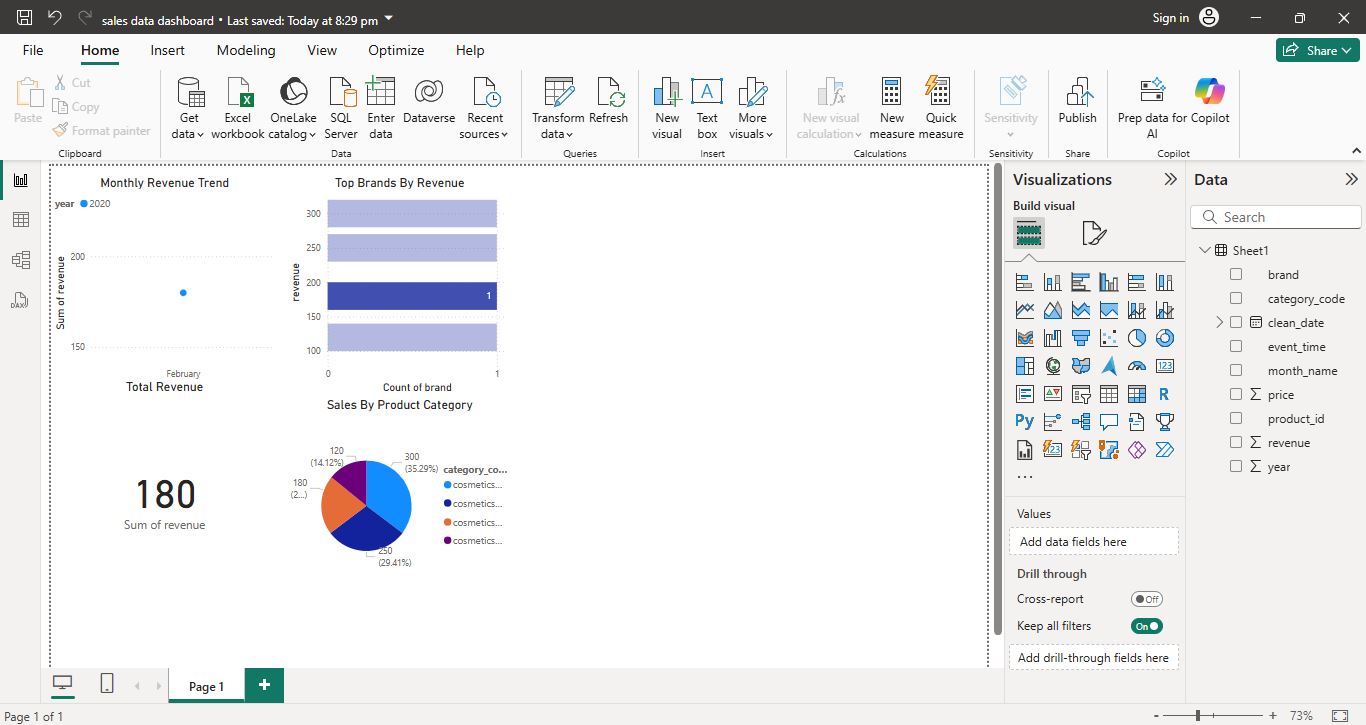 sales data dashboard • Last saved: Today at 8:29 pm
Sign in
File Home Insert Modeling View Optimize Help
Share
Paste
Cut
Copy
Format painter
Clipboard
Get data
Excel workbook
OneLake catalog
SQL Server
Enter data
Dataverse
Recent sources
Data
Transform data
Refresh
Queries
New visual
Text box
More visuals
Insert
New visual calculation
New measure
Quick measure
Calculations
Sensitivity
Sensitivity
Publish
Share
Prep data for AI
Copilot
Copilot
Monthly Revenue Trend
year 2020
Sum of revenue
200
150
February
Top Brands By Revenue
revenue
300
250
200
150
100
1
0 1
Count of brand
Total Revenue
180
Sum of revenue
Sales By Product Category
120
(14.12%)
300
(35.29%)
180
(2...)
250
(29.41%)
category_co...
cosmetics...
cosmetics...
cosmetics...
cosmetics...
Visualizations
Build visual
123
R
Py
123
...
Values
Add data fields here
Drill through
Cross-report Off
Keep all filters On
Add drill-through fields here
Data
Search
Sheet1
brand
category_code
clean_date
event_time
month_name
Σ price
product_id
Σ revenue
Σ year
DAX
Page 1
+
Page 1 of 1
- + 73%